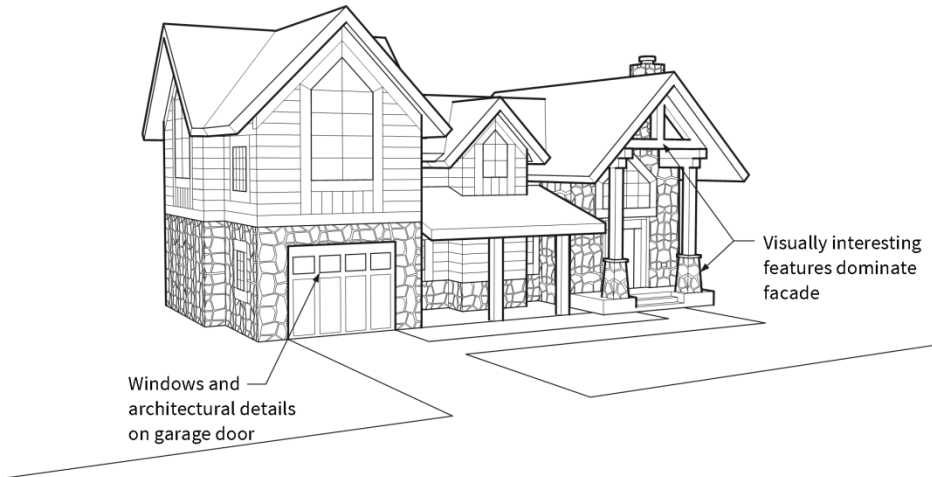 Visually interesting
features dominate
facade
Windows and
architectural details
on garage door